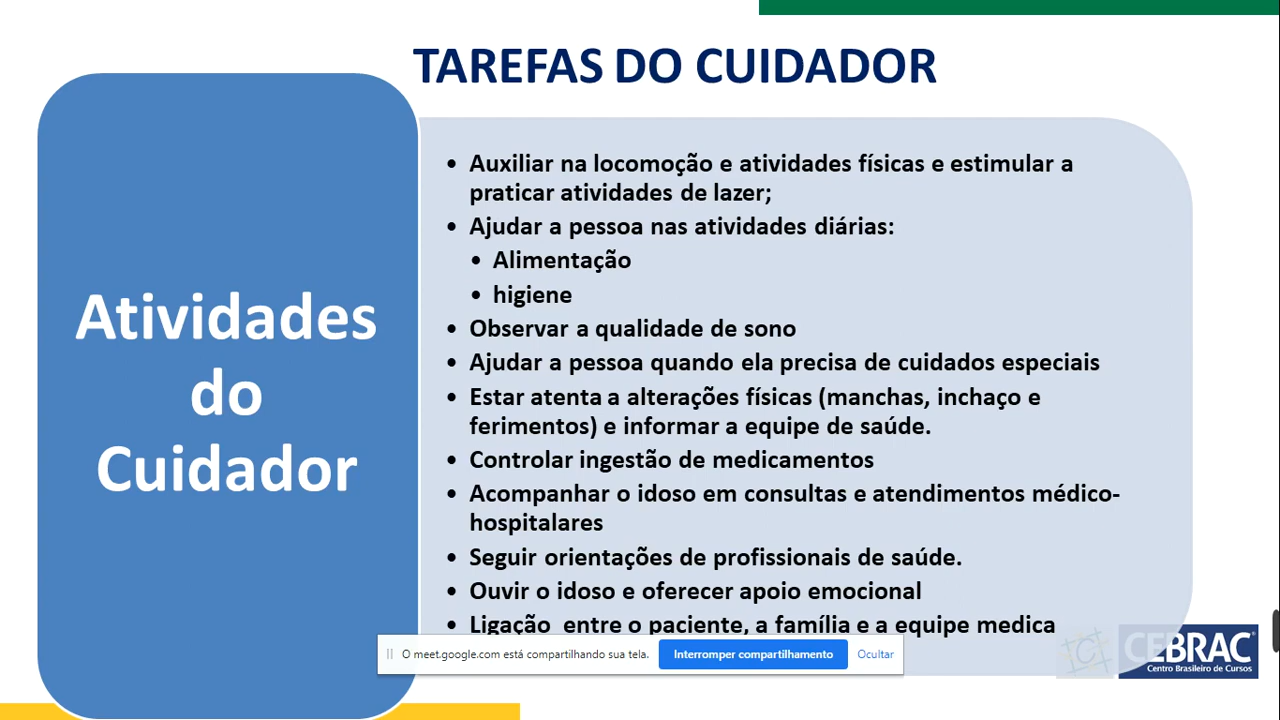 TAREFAS DO CUIDADOR
Atividades
do
Cuidador
• Auxiliar na locomoção e atividades físicas e estimular a
praticar atividades de lazer;
• Ajudar a pessoa nas atividades diárias:
• Alimentação
• higiene
• Observar a qualidade de sono
• Ajudar a pessoa quando ela precisa de cuidados especiais
• Estar atenta a alterações físicas (manchas, inchaço e
ferimentos) e informar a equipe de saúde.
• Controlar ingestão de medicamentos
• Acompanhar o idoso em consultas e atendimentos médico-
hospitalares
• Seguir orientações de profissionais de saúde.
• Ouvir o idoso e oferecer apoio emocional
• Ligação entre o paciente, a família e a equipe medica
O meet.google.com está compartilhando sua tela. Interromper compartilhamento Ocultar
CEBRAC
Centro Brasileiro de Cursos